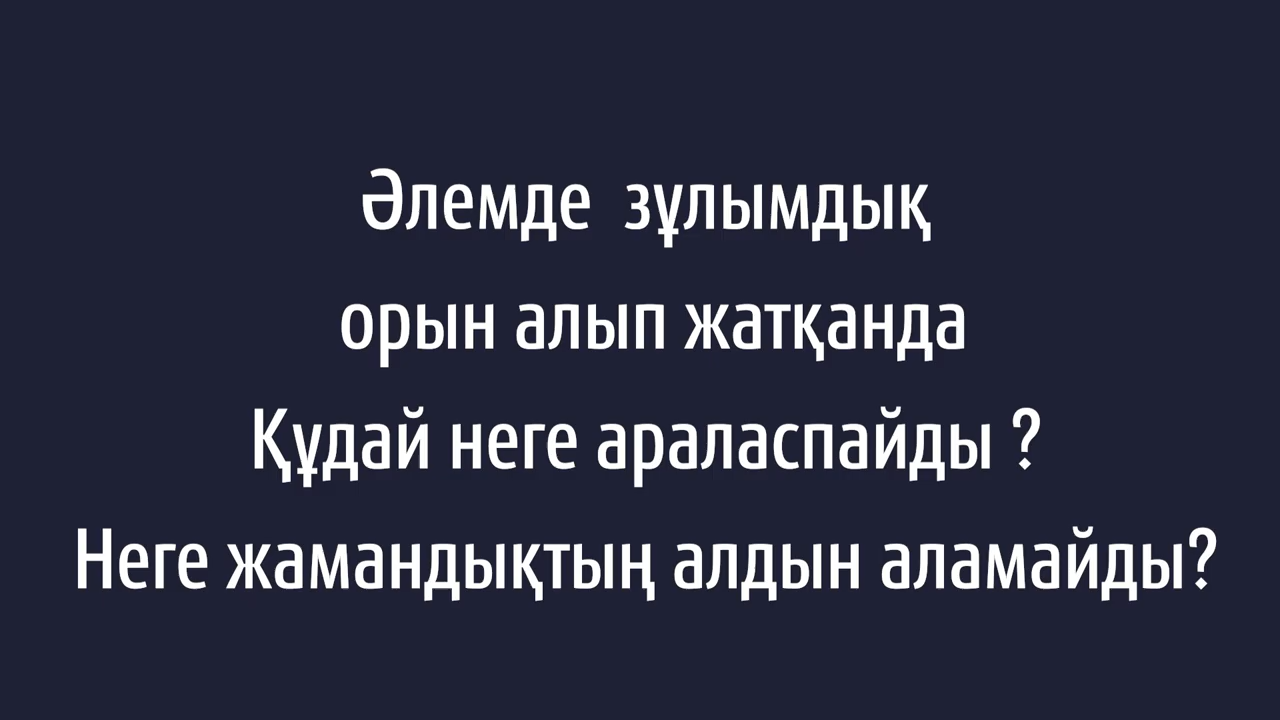 Әлемде зұлымдық
орын алып жатқанда
Құдай неге араласпайды ?
Неге жамандықтың алдын аламайды?